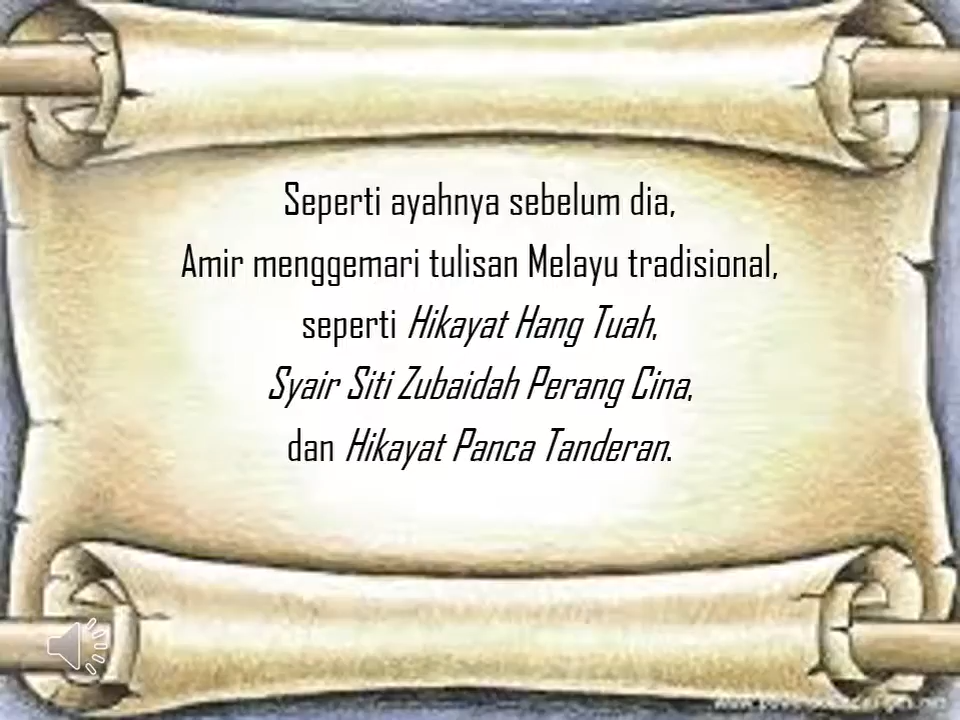 Seperti ayahnya sebelum dia,
Amir menggemari tulisan Melayu tradisional,
seperti Hikayat Hang Tuah,
Syair Siti Zubaidah Perang Cina,
dan Hikayat Panca Tanderan.